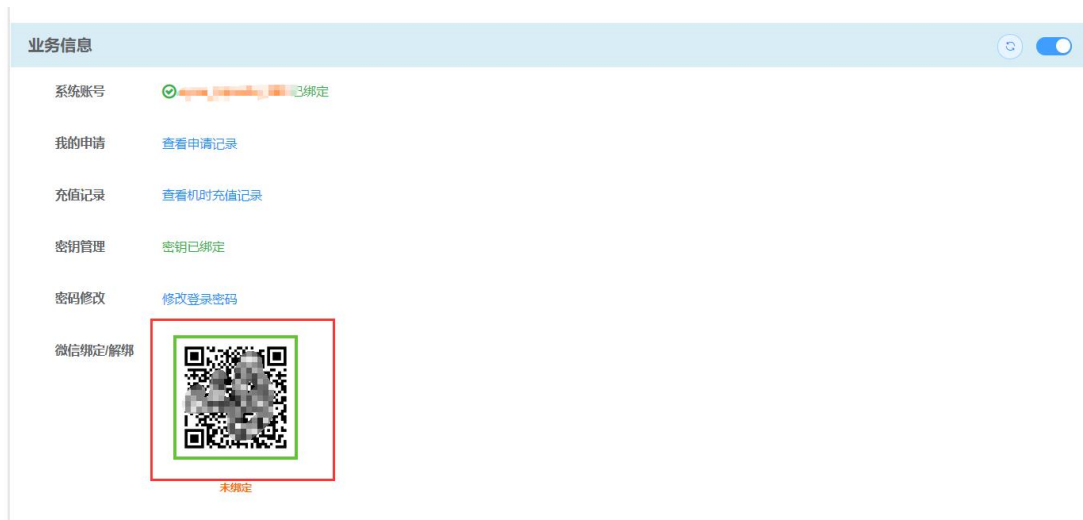 业务信息
系统账号 已绑定
我的申请 查看申请记录
充值记录 查看机时充值记录
密钥管理 密钥已绑定
密码修改 修改登录密码
微信绑定/解绑
未绑定